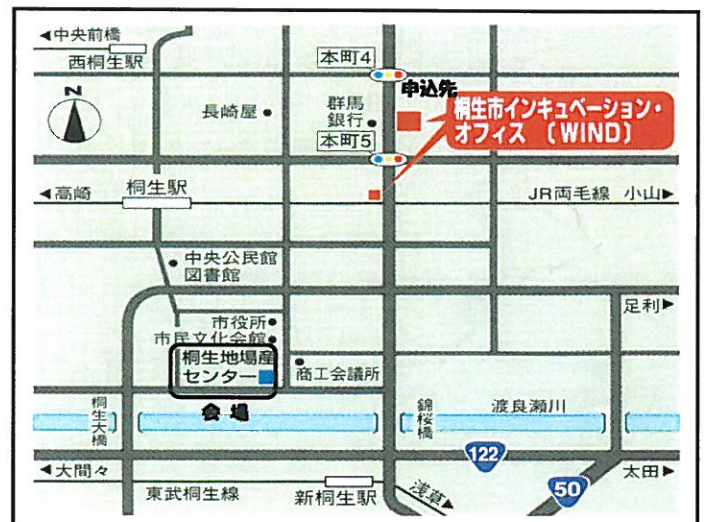 ◀中央前橋
西桐生駅
本町4
申込先
N
長崎屋
群馬
銀行
桐生市インキュベーション・
オフィス 〔WIND〕
本町5
◀高崎
桐生駅
JR両毛線 小山▶
中央公民館
図書館
足利▶
市役所
市民文化会館
桐生地場産
センター
商工会議所
会場
桐生大橋
錦桜橋
渡良瀬川
122
◀大間々
太田▶
東武桐生線
新桐生駅
浅草▶
50